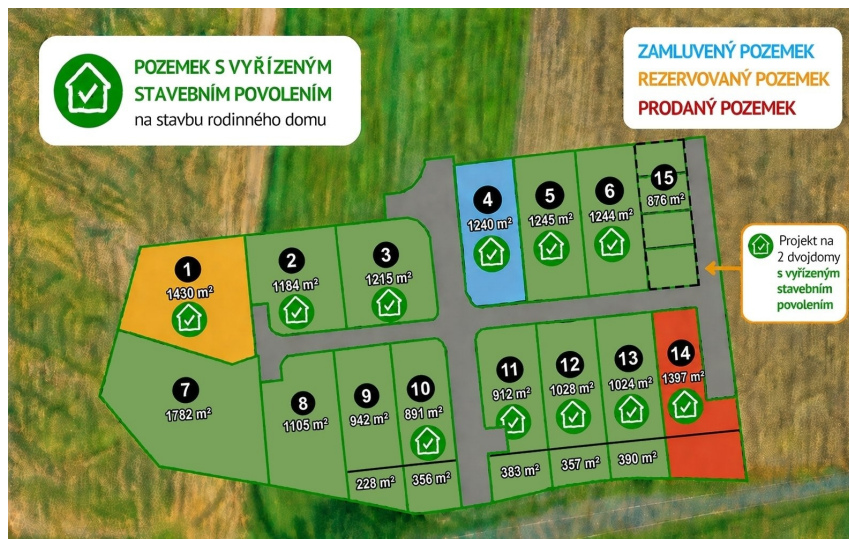 POZEMEK S VYŘÍZENÝM
STAVEBNÍM POVOLENÍM
na stavbu rodinného domu
ZAMLUVENÝ POZEMEK
REZERVOVANÝ POZEMEK
PRODANÝ POZEMEK
1
1430 m²
2
1184 m²
3
1215 m²
4
1240 m²
5
1245 m²
6
1244 m²
15
876 m²
Projekt na
2 dvojdomy
s vyřízeným
stavebním
povolením
7
1782 m²
8
1105 m²
9
942 m²
10
891 m²
11
912 m²
12
1028 m²
13
1024 m²
14
1397 m²
228 m²
356 m²
383 m²
357 m²
390 m²